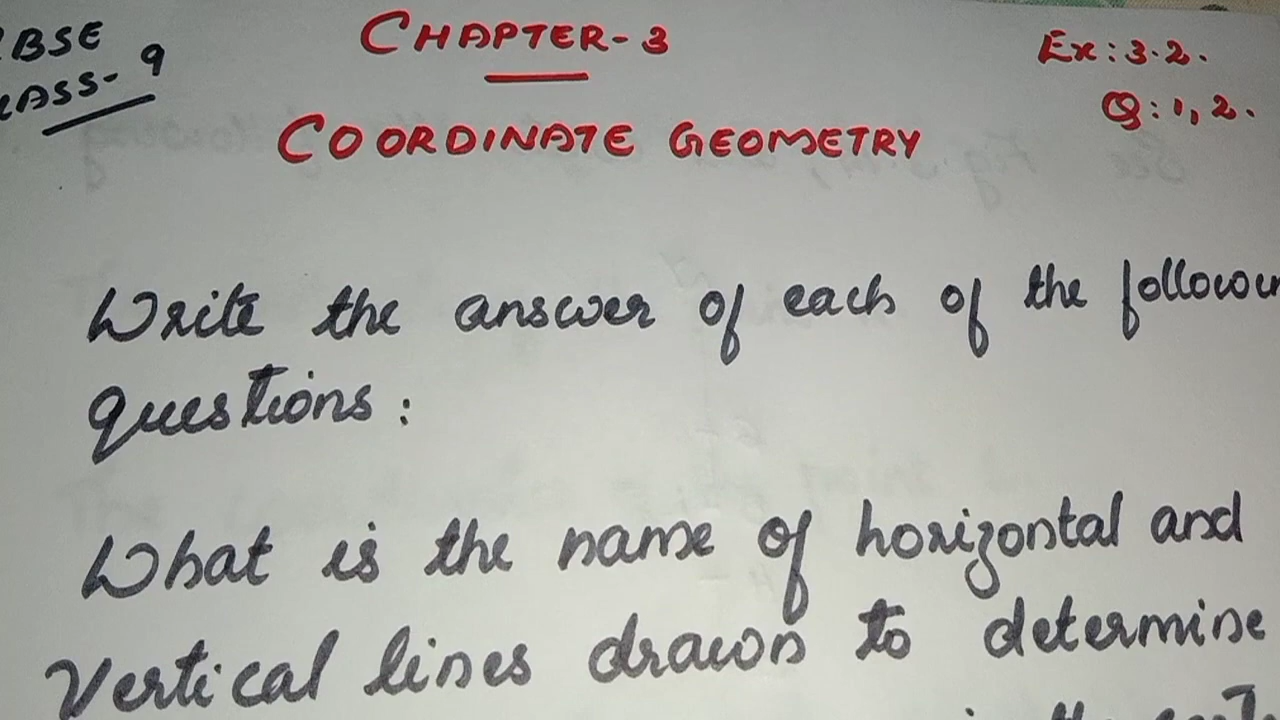 BSE
CHAPTER-3
Ex: 3.2.
ASS- 9
Q: 1, 2.
COORDINATE GEOMETRY
Write the answer of each of the
questions:
What is the name of horizontal and
Vertical lines drawn to determine